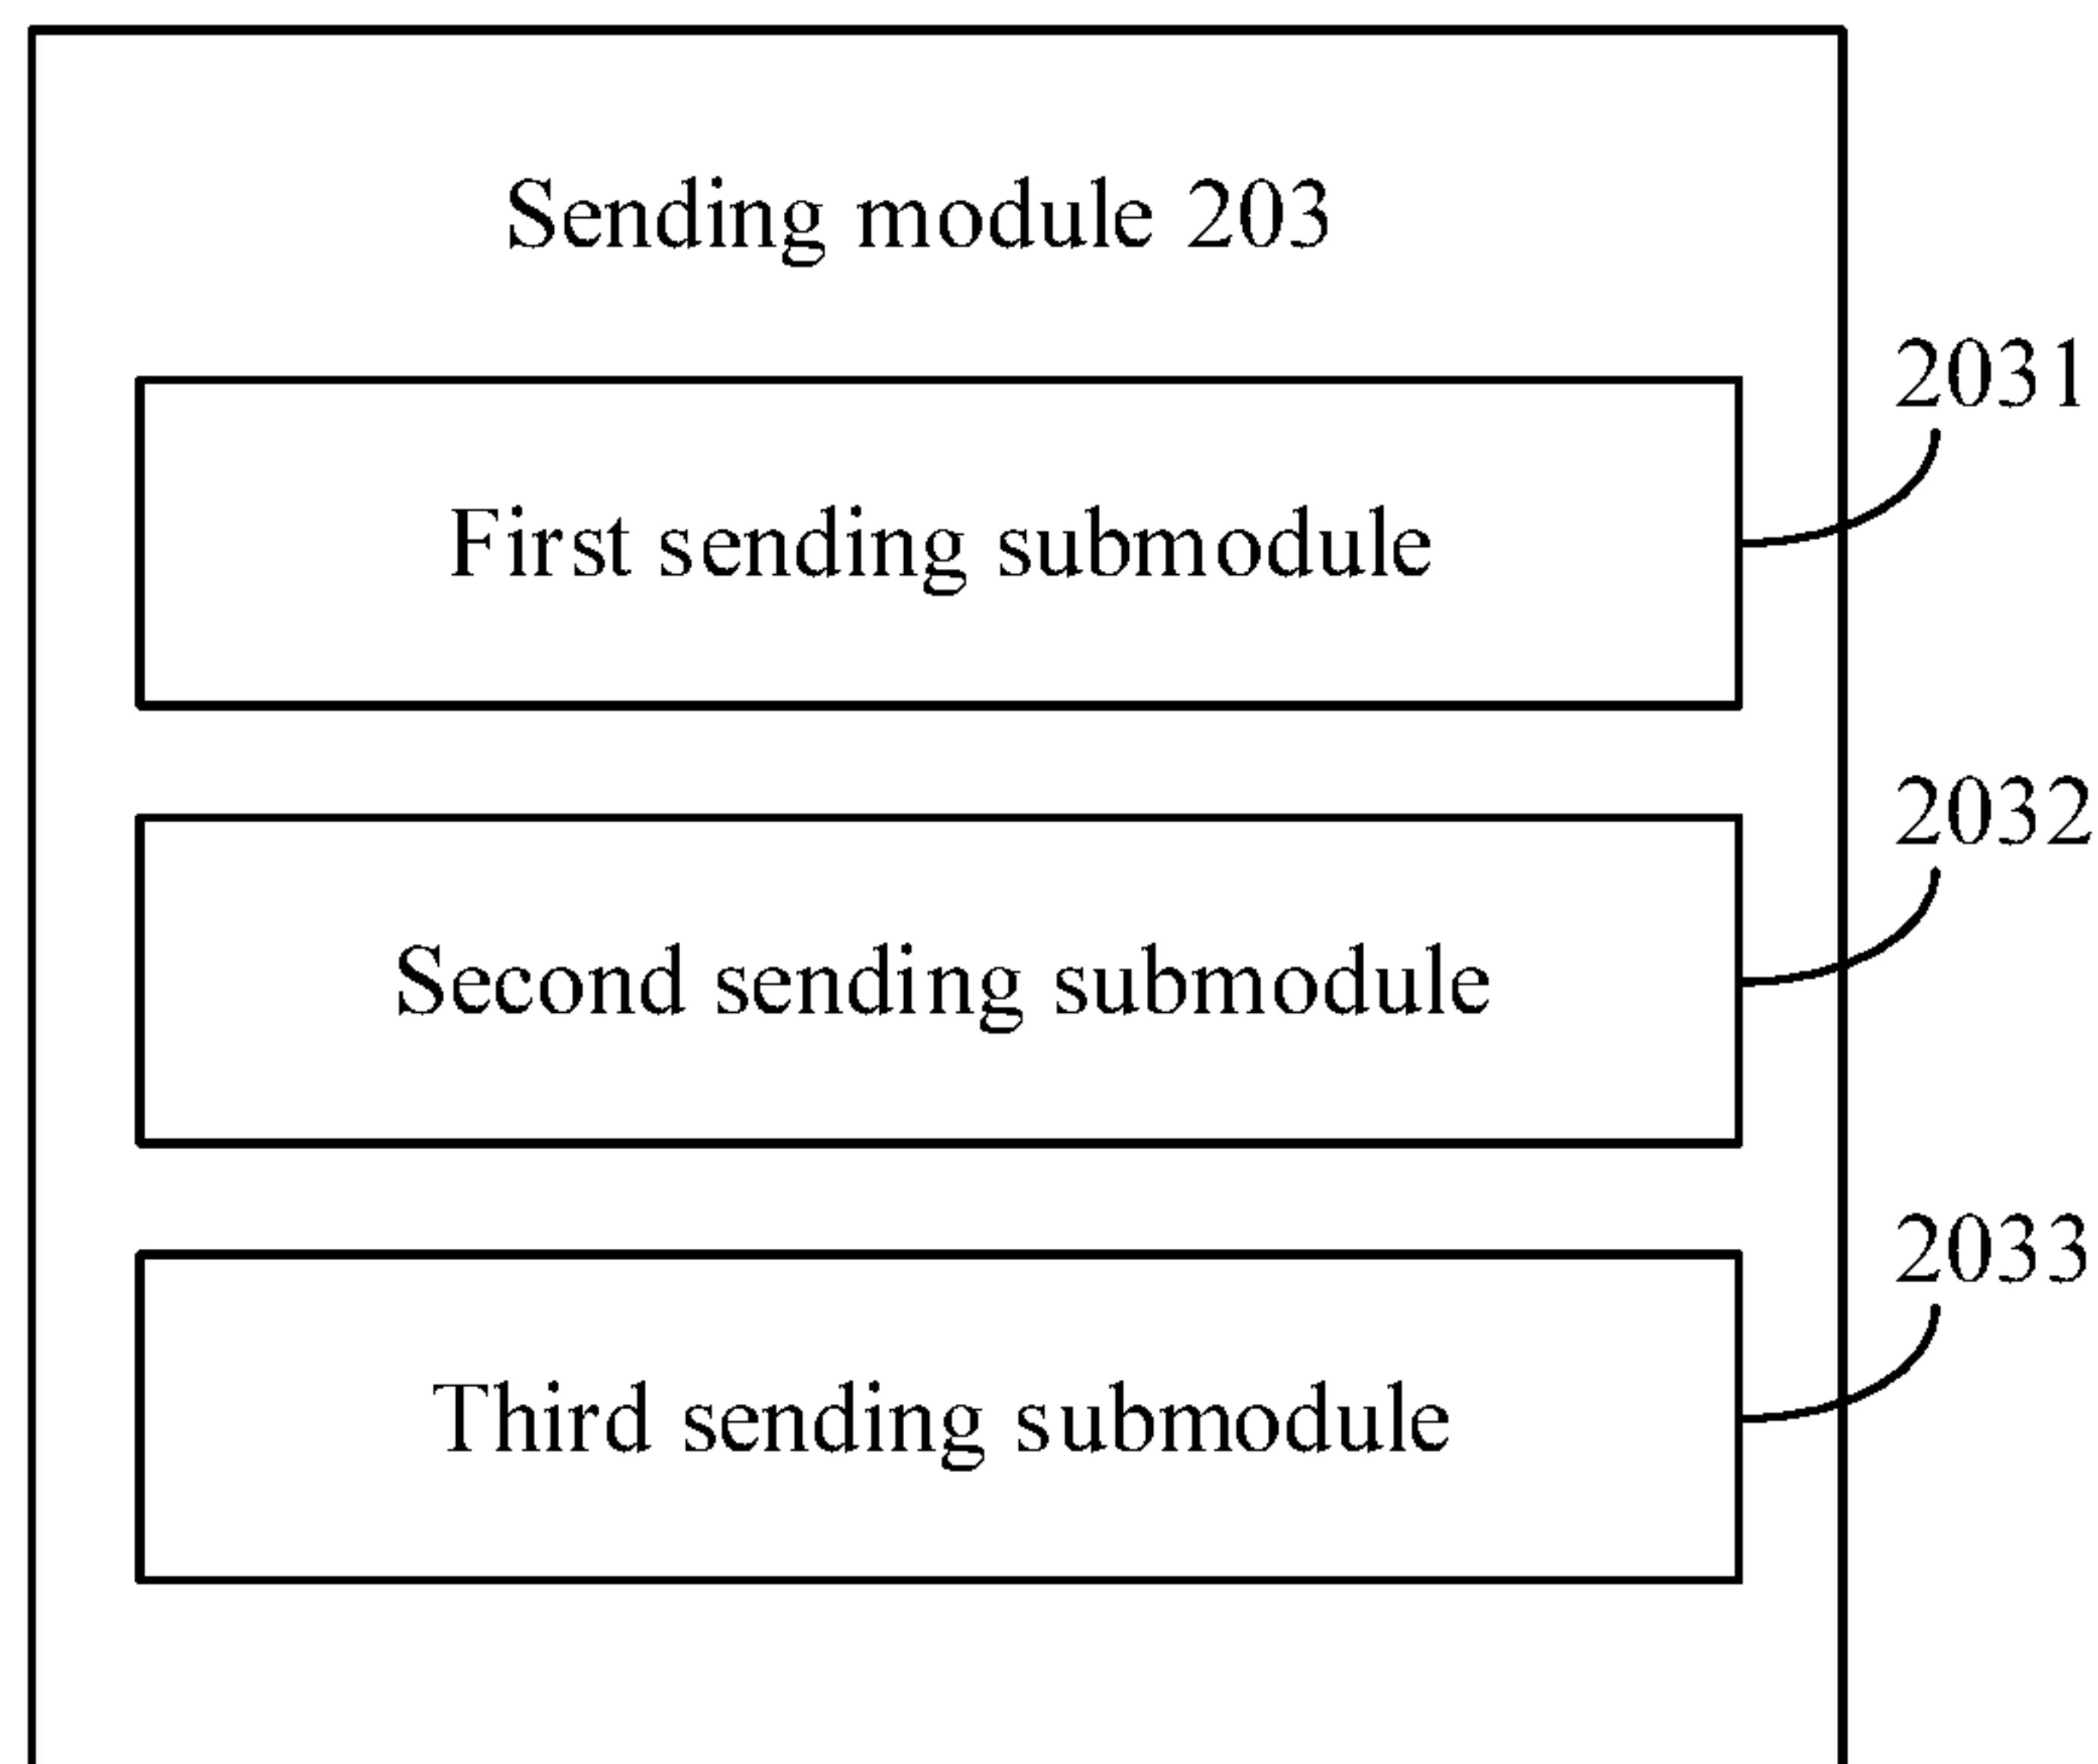 Sending module 203
2031
First sending submodule
2032
Second sending submodule
2033
Third sending submodule